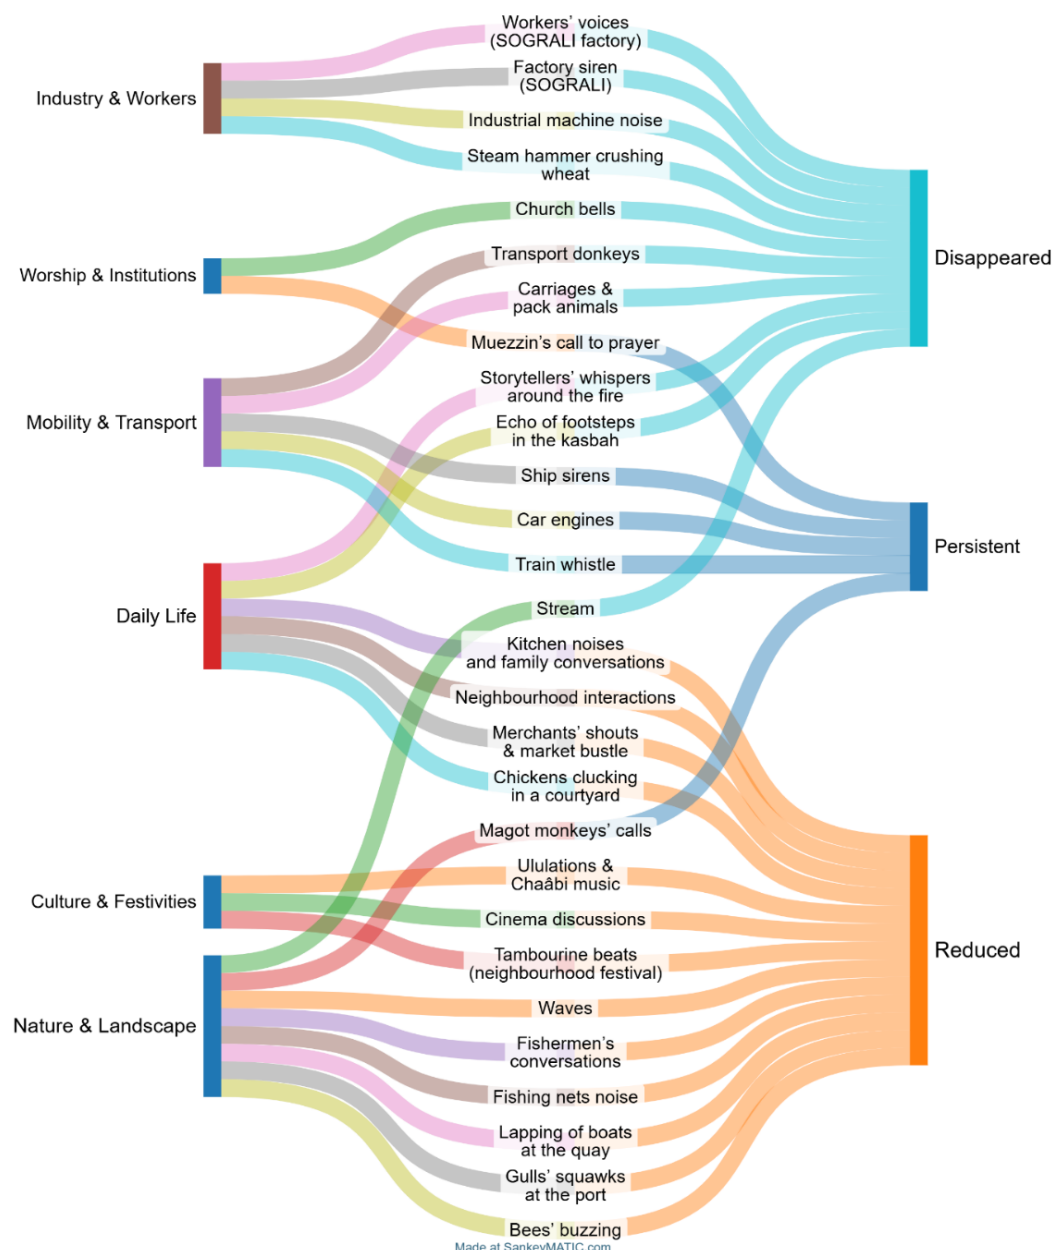 Industry & Workers
Worship & Institutions
Mobility & Transport
Daily Life
Culture & Festivities
Nature & Landscape
Workers’ voices
(SOGRALI factory)
Factory siren
(SOGRALI)
Industrial machine noise
Steam hammer crushing
wheat
Church bells
Transport donkeys
Carriages &
pack animals
Muezzin’s call to prayer
Storytellers’ whispers
around the fire
Echo of footsteps
in the kasbah
Ship sirens
Car engines
Train whistle
Stream
Kitchen noises
and family conversations
Neighbourhood interactions
Merchants’ shouts
& market bustle
Chickens clucking
in a courtyard
Magot monkeys’ calls
Ululations &
Chaâbi music
Cinema discussions
Tambourine beats
(neighbourhood festival)
Waves
Fishermen’s
conversations
Fishing nets noise
Lapping of boats
at the quay
Gulls’ squawks
at the port
Bees’ buzzing
Disappeared
Persistent
Reduced
Made at SankeyMATIC.com